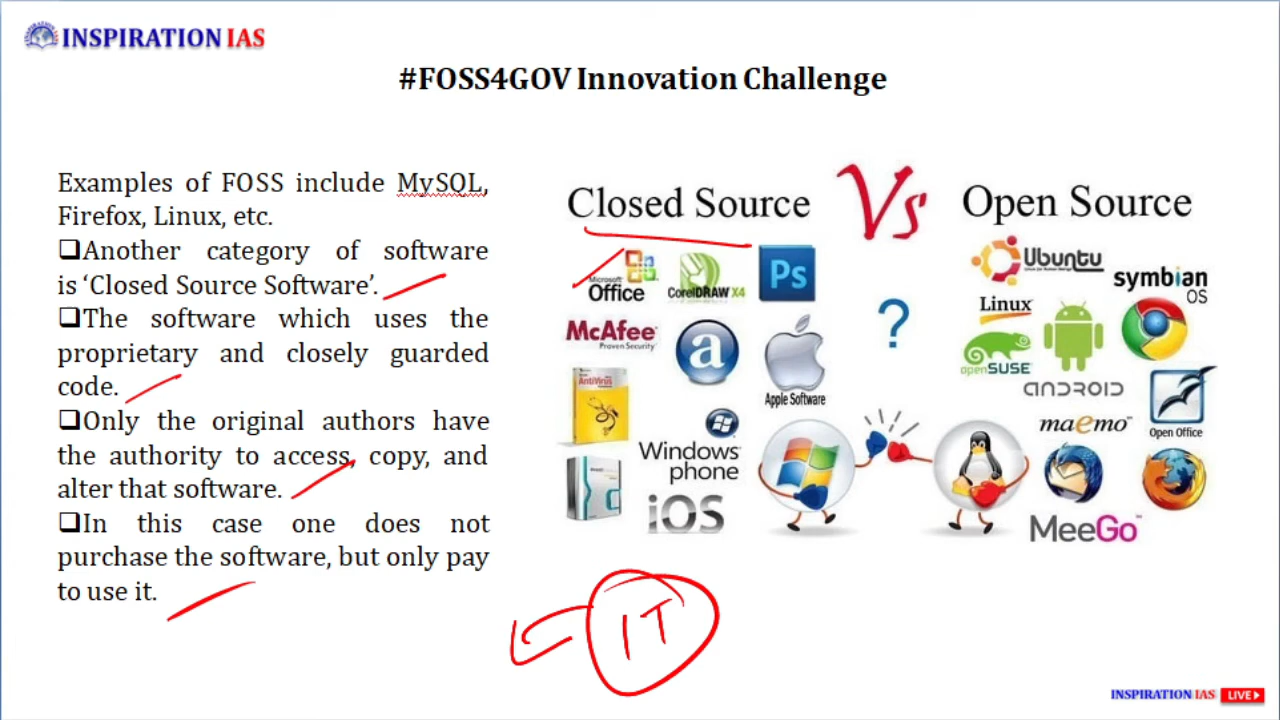 INSPIRATION IAS
#FOSS4GOV Innovation Challenge
Examples of FOSS include MySQL,
Firefox, Linux, etc.
❑Another category of software
is ‘Closed Source Software’.
❑The software which uses the
proprietary and closely guarded
code.
❑Only the original authors have
the authority to access, copy, and
alter that software.
❑In this case one does not
purchase the software, but only pay
to use it.
Closed Source
Vs
Open Source
Microsoft
Office
CorelDRAW X4
Ps
McAfee
Proven Security
a
Apple Software
AntiVirus
Windows
phone
iOS
?
Ubuntu
symbian
OS
Linux
openSUSE
ANDROID
Open Office
maemo
MeeGo
IT
INSPIRATION IAS LIVE